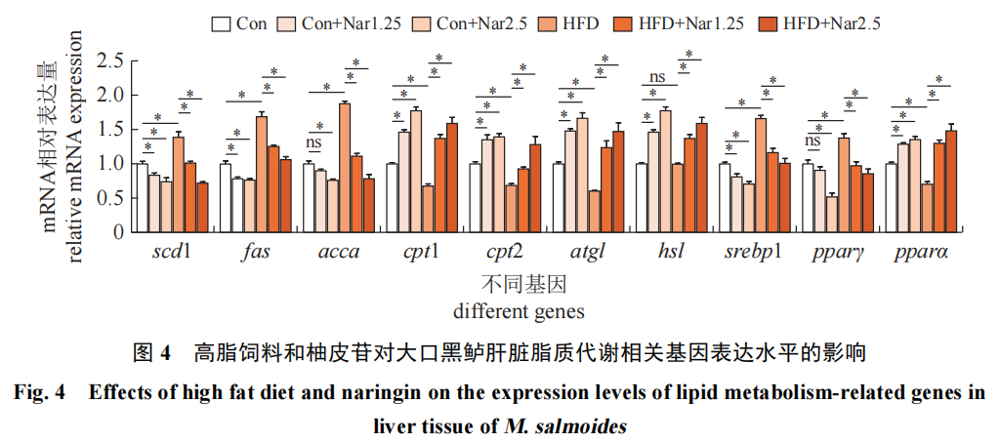 Con Con+Nar1.25 Con+Nar2.5 HFD HFD+Nar1.25 HFD+Nar2.5
mRNA相对表达量
relative mRNA expression
2.5
2.0
1.5
1.0
0.5
0
* * * * *
* * * * *
ns * * * *
* * * * *
* * * * *
* * * * *
* ns * * *
* * * * *
ns * * * *
* * * * *
scd1 fas acca cpt1 cpt2 atgl hsl srebp1 pparγ pparα
不同基因
different genes
图 4 高脂饲料和柚皮苷对大口黑鲈肝脏脂质代谢相关基因表达水平的影响
Fig. 4 Effects of high fat diet and naringin on the expression levels of lipid metabolism-related genes in
liver tissue of M. salmoides